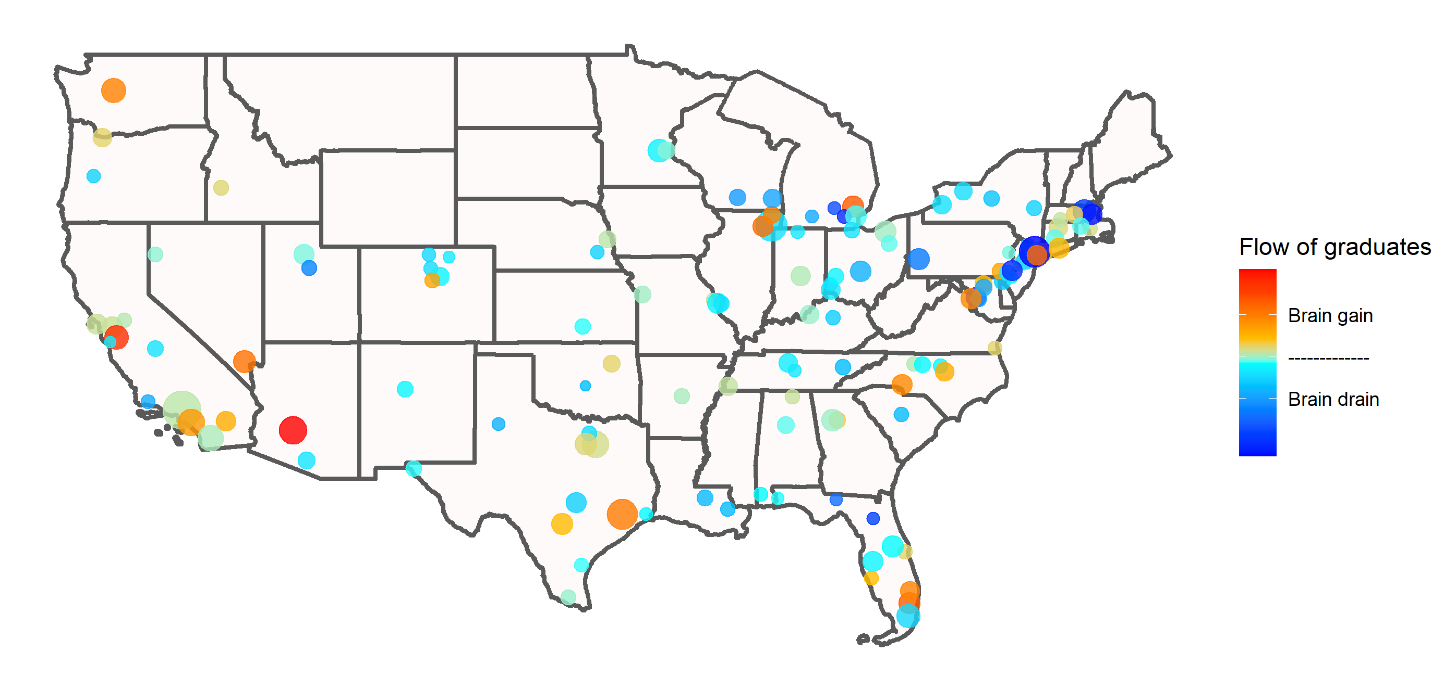 Flow of graduates
Brain gain
-------------
Brain drain